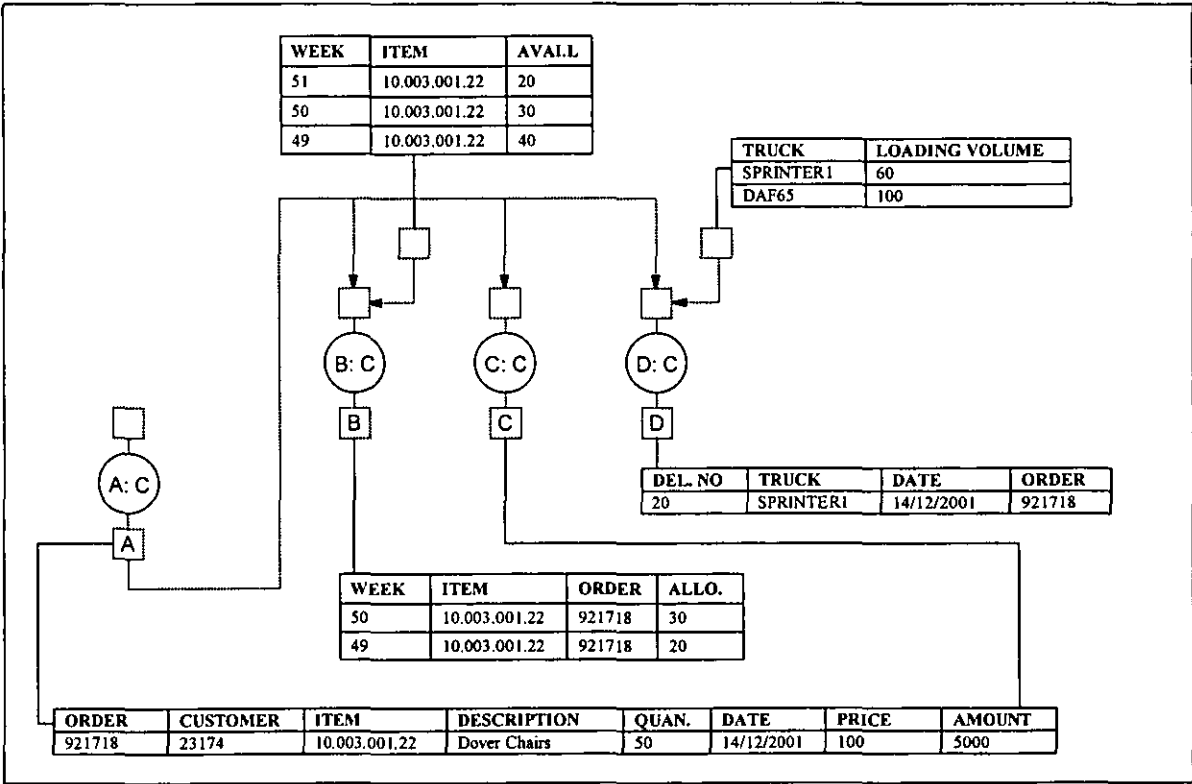 WEEK ITEM AVAI.L
51 10.003.001.22 20
50 10.003.001.22 30
49 10.003.001.22 40
TRUCK LOADING VOLUME
SPRINTER1 60
DAF65 100
B: C C: C D: C
B C D
A: C
A
DEL. NO TRUCK DATE ORDER
20 SPRINTER1 14/12/2001 921718
WEEK ITEM ORDER ALLO.
50 10.003.001.22 921718 30
49 10.003.001.22 921718 20
ORDER CUSTOMER ITEM DESCRIPTION QUAN. DATE PRICE AMOUNT
921718 23174 10.003.001.22 Dover Chairs 50 14/12/2001 100 5000